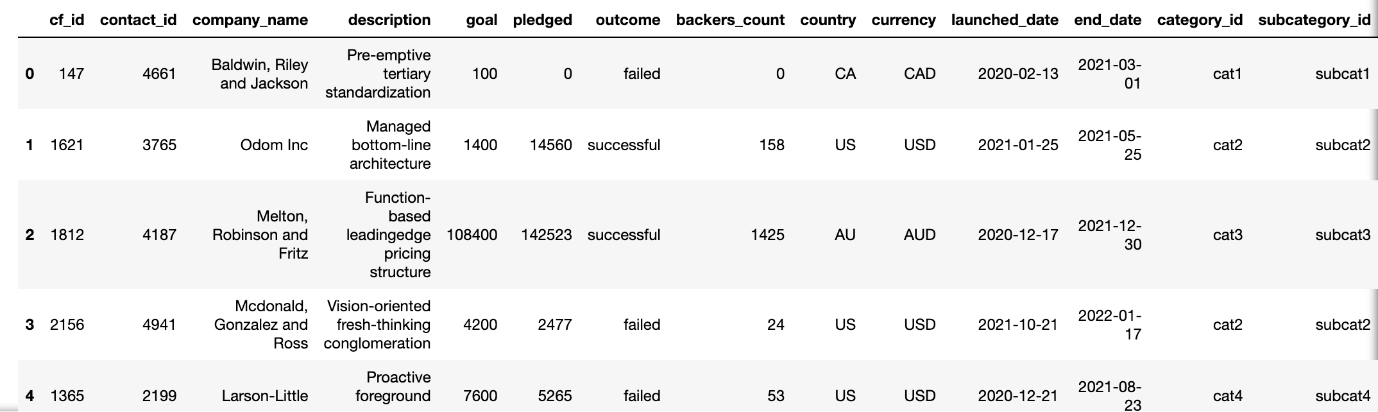 cf_id contact_id company_name description goal pledged outcome backers_count country currency launched_date end_date category_id subcategory_id
0 147 4661 Baldwin, Riley and Jackson Pre-emptive tertiary standardization 100 0 failed 0 CA CAD 2020-02-13 2021-03-01 cat1 subcat1
1 1621 3765 Odom Inc Managed bottom-line architecture 1400 14560 successful 158 US USD 2021-01-25 2021-05-25 cat2 subcat2
2 1812 4187 Melton, Robinson and Fritz Function-based leadingedge pricing structure 108400 142523 successful 1425 AU AUD 2020-12-17 2021-12-30 cat3 subcat3
3 2156 4941 Mcdonald, Gonzalez and Ross Vision-oriented fresh-thinking conglomeration 4200 2477 failed 24 US USD 2021-10-21 2022-01-17 cat2 subcat2
4 1365 2199 Larson-Little Proactive foreground 7600 5265 failed 53 US USD 2020-12-21 2021-08-23 cat4 subcat4